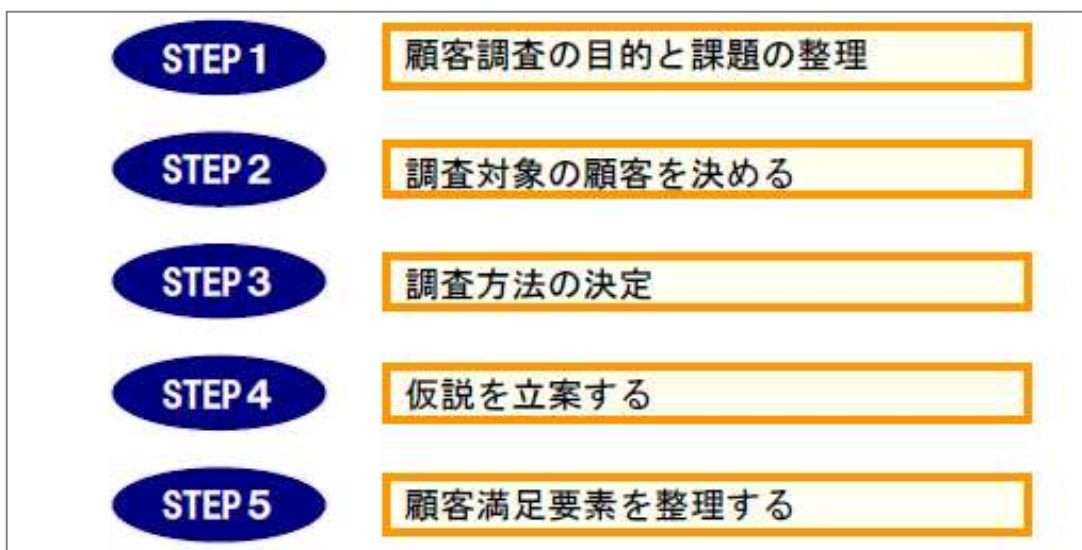 STEP 1
顧客調査の目的と課題の整理
STEP 2
調査対象の顧客を決める
STEP 3
調査方法の決定
STEP 4
仮説を立案する
STEP 5
顧客満足要素を整理する